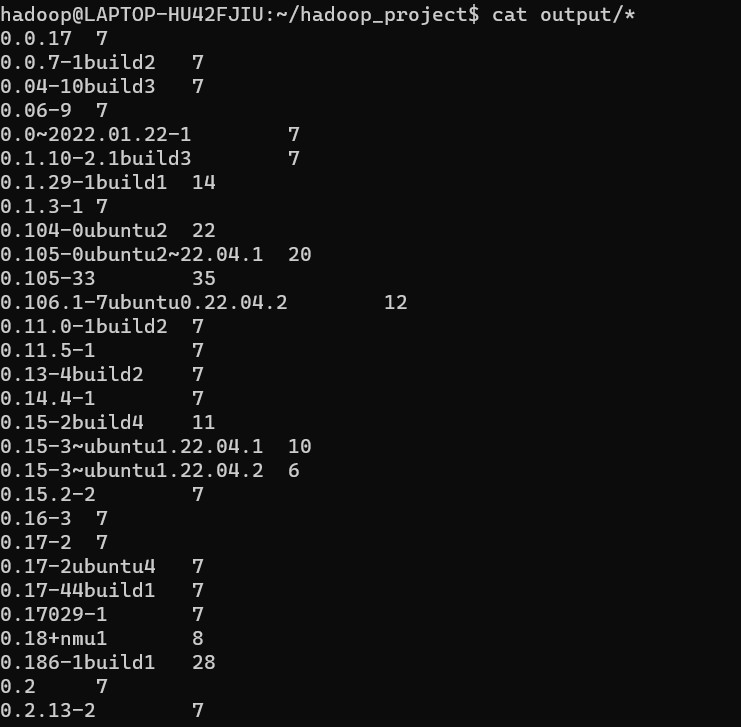 hadoop@LAPTOP-HU42FJIU:~/hadoop_project$ cat output/*
0.0.17	7
0.0.7-1build2	7
0.04-10build3	7
0.06-9	7
0.0~2022.01.22-1	7
0.1.10-2.1build3	7
0.1.29-1build1	14
0.1.3-1	7
0.104-0ubuntu2	22
0.105-0ubuntu2~22.04.1	20
0.105-33	35
0.106.1-7ubuntu0.22.04.2	12
0.11.0-1build2	7
0.11.5-1	7
0.13-4build2	7
0.14.4-1	7
0.15-2build4	11
0.15-3~ubuntu1.22.04.1	10
0.15-3~ubuntu1.22.04.2	6
0.15.2-2	7
0.16-3	7
0.17-2	7
0.17-2ubuntu4	7
0.17-44build1	7
0.17029-1	7
0.18+nmu1	8
0.186-1build1	28
0.2	7
0.2.13-2	7